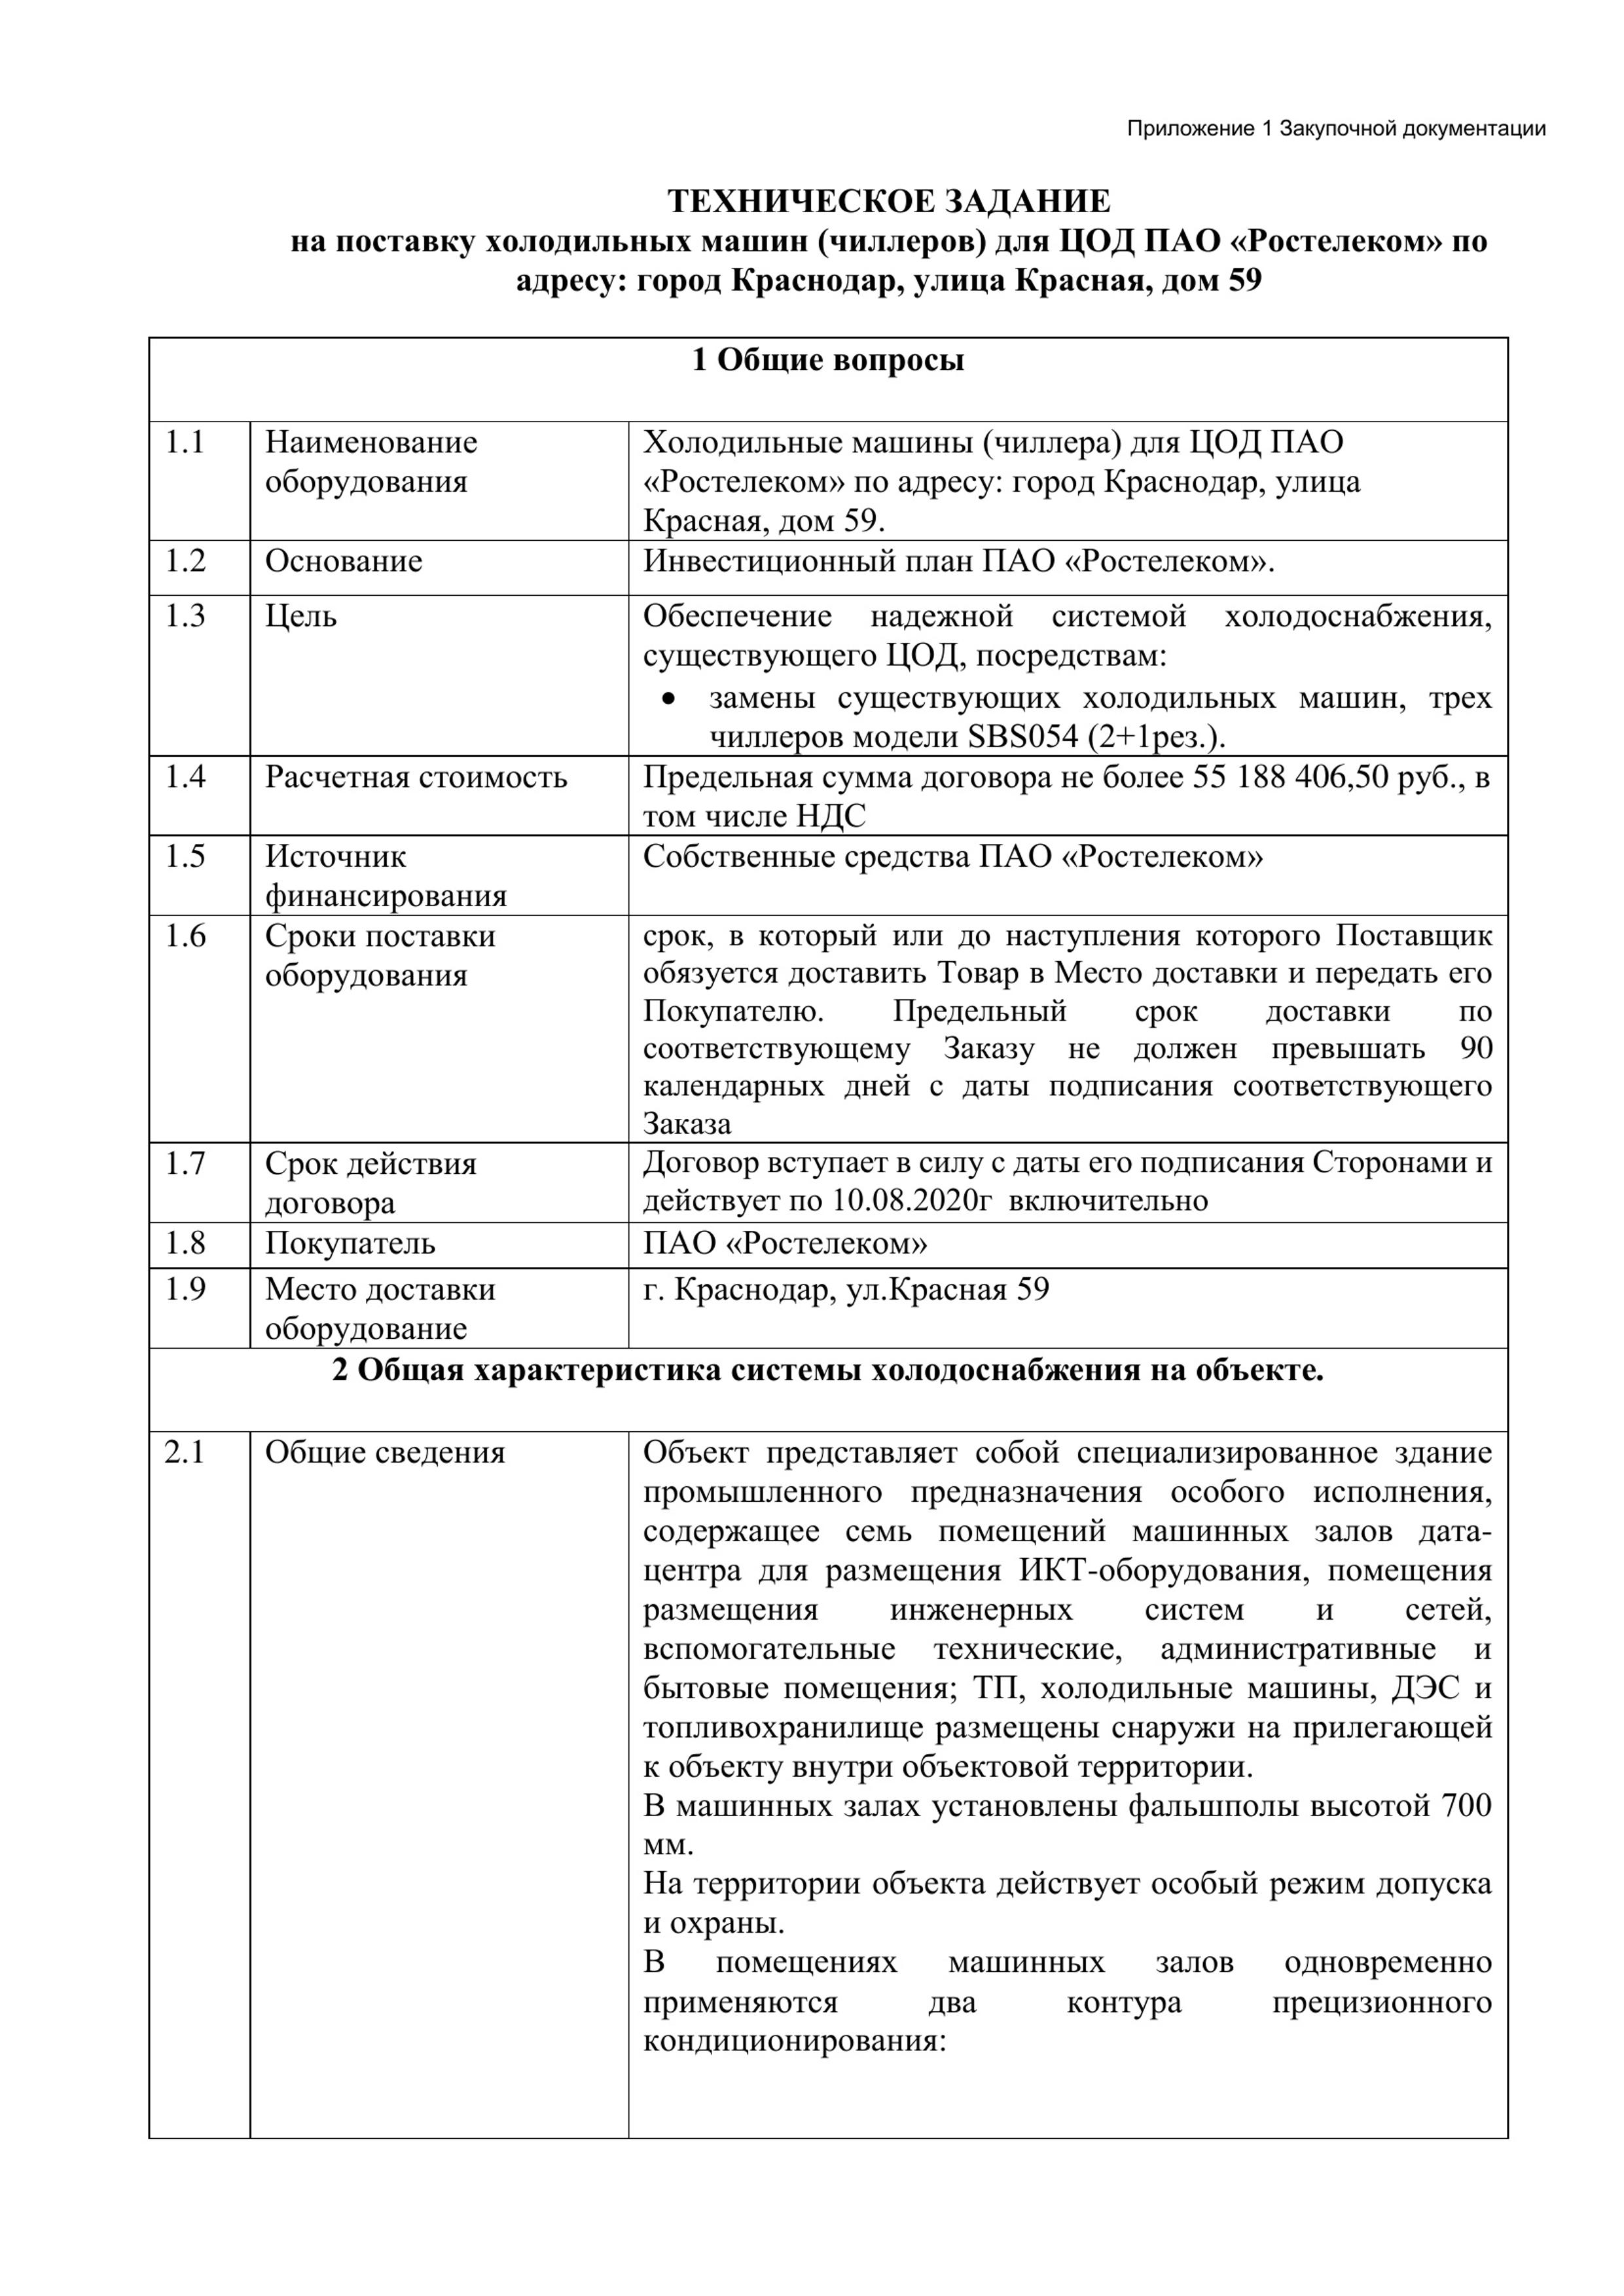 Приложение 1 Закупочной документации
ТЕХНИЧЕСКОЕ ЗАДАНИЕ
на поставку холодильных машин (чиллеров) для ЦОД ПАО «Ростелеком» по
адресу: город Краснодар, улица Красная, дом 59
1 Общие вопросы
1.1
Наименование
оборудования
Холодильные машины (чиллера) для ЦОД ПАО
«Ростелеком» по адресу: город Краснодар, улица
Красная, дом 59.
1.2
Основание
Инвестиционный план ПАО «Ростелеком».
1.3
Цель
Обеспечение надежной системой холодоснабжения,
существующего ЦОД, посредствам:
• замены существующих холодильных машин, трех
чиллеров модели SBS054 (2+1рез.).
1.4
Расчетная стоимость
Предельная сумма договора не более 55 188 406,50 руб., в
том числе НДС
1.5
Источник
финансирования
Собственные средства ПАО «Ростелеком»
1.6
Сроки поставки
оборудования
срок, в который или до наступления которого Поставщик
обязуется доставить Товар в Место доставки и передать его
Покупателю. Предельный срок доставки по
соответствующему Заказу не должен превышать 90
календарных дней с даты подписания соответствующего
Заказа
1.7
Срок действия
договора
Договор вступает в силу с даты его подписания Сторонами и
действует по 10.08.2020г включительно
1.8
Покупатель
ПАО «Ростелеком»
1.9
Место доставки
оборудование
г. Краснодар, ул.Красная 59
2 Общая характеристика системы холодоснабжения на объекте.
2.1
Общие сведения
Объект представляет собой специализированное здание
промышленного предназначения особого исполнения,
содержащее семь помещений машинных залов дата-
центра для размещения ИКТ-оборудования, помещения
размещения инженерных систем и сетей,
вспомогательные технические, административные и
бытовые помещения; ТП, холодильные машины, ДЭС и
топливохранилище размещены снаружи на прилегающей
к объекту внутри объектовой территории.
В машинных залах установлены фальшполы высотой 700
мм.
На территории объекта действует особый режим допуска
и охраны.
В помещениях машинных залов одновременно
применяются два контура прецизионного
кондиционирования: